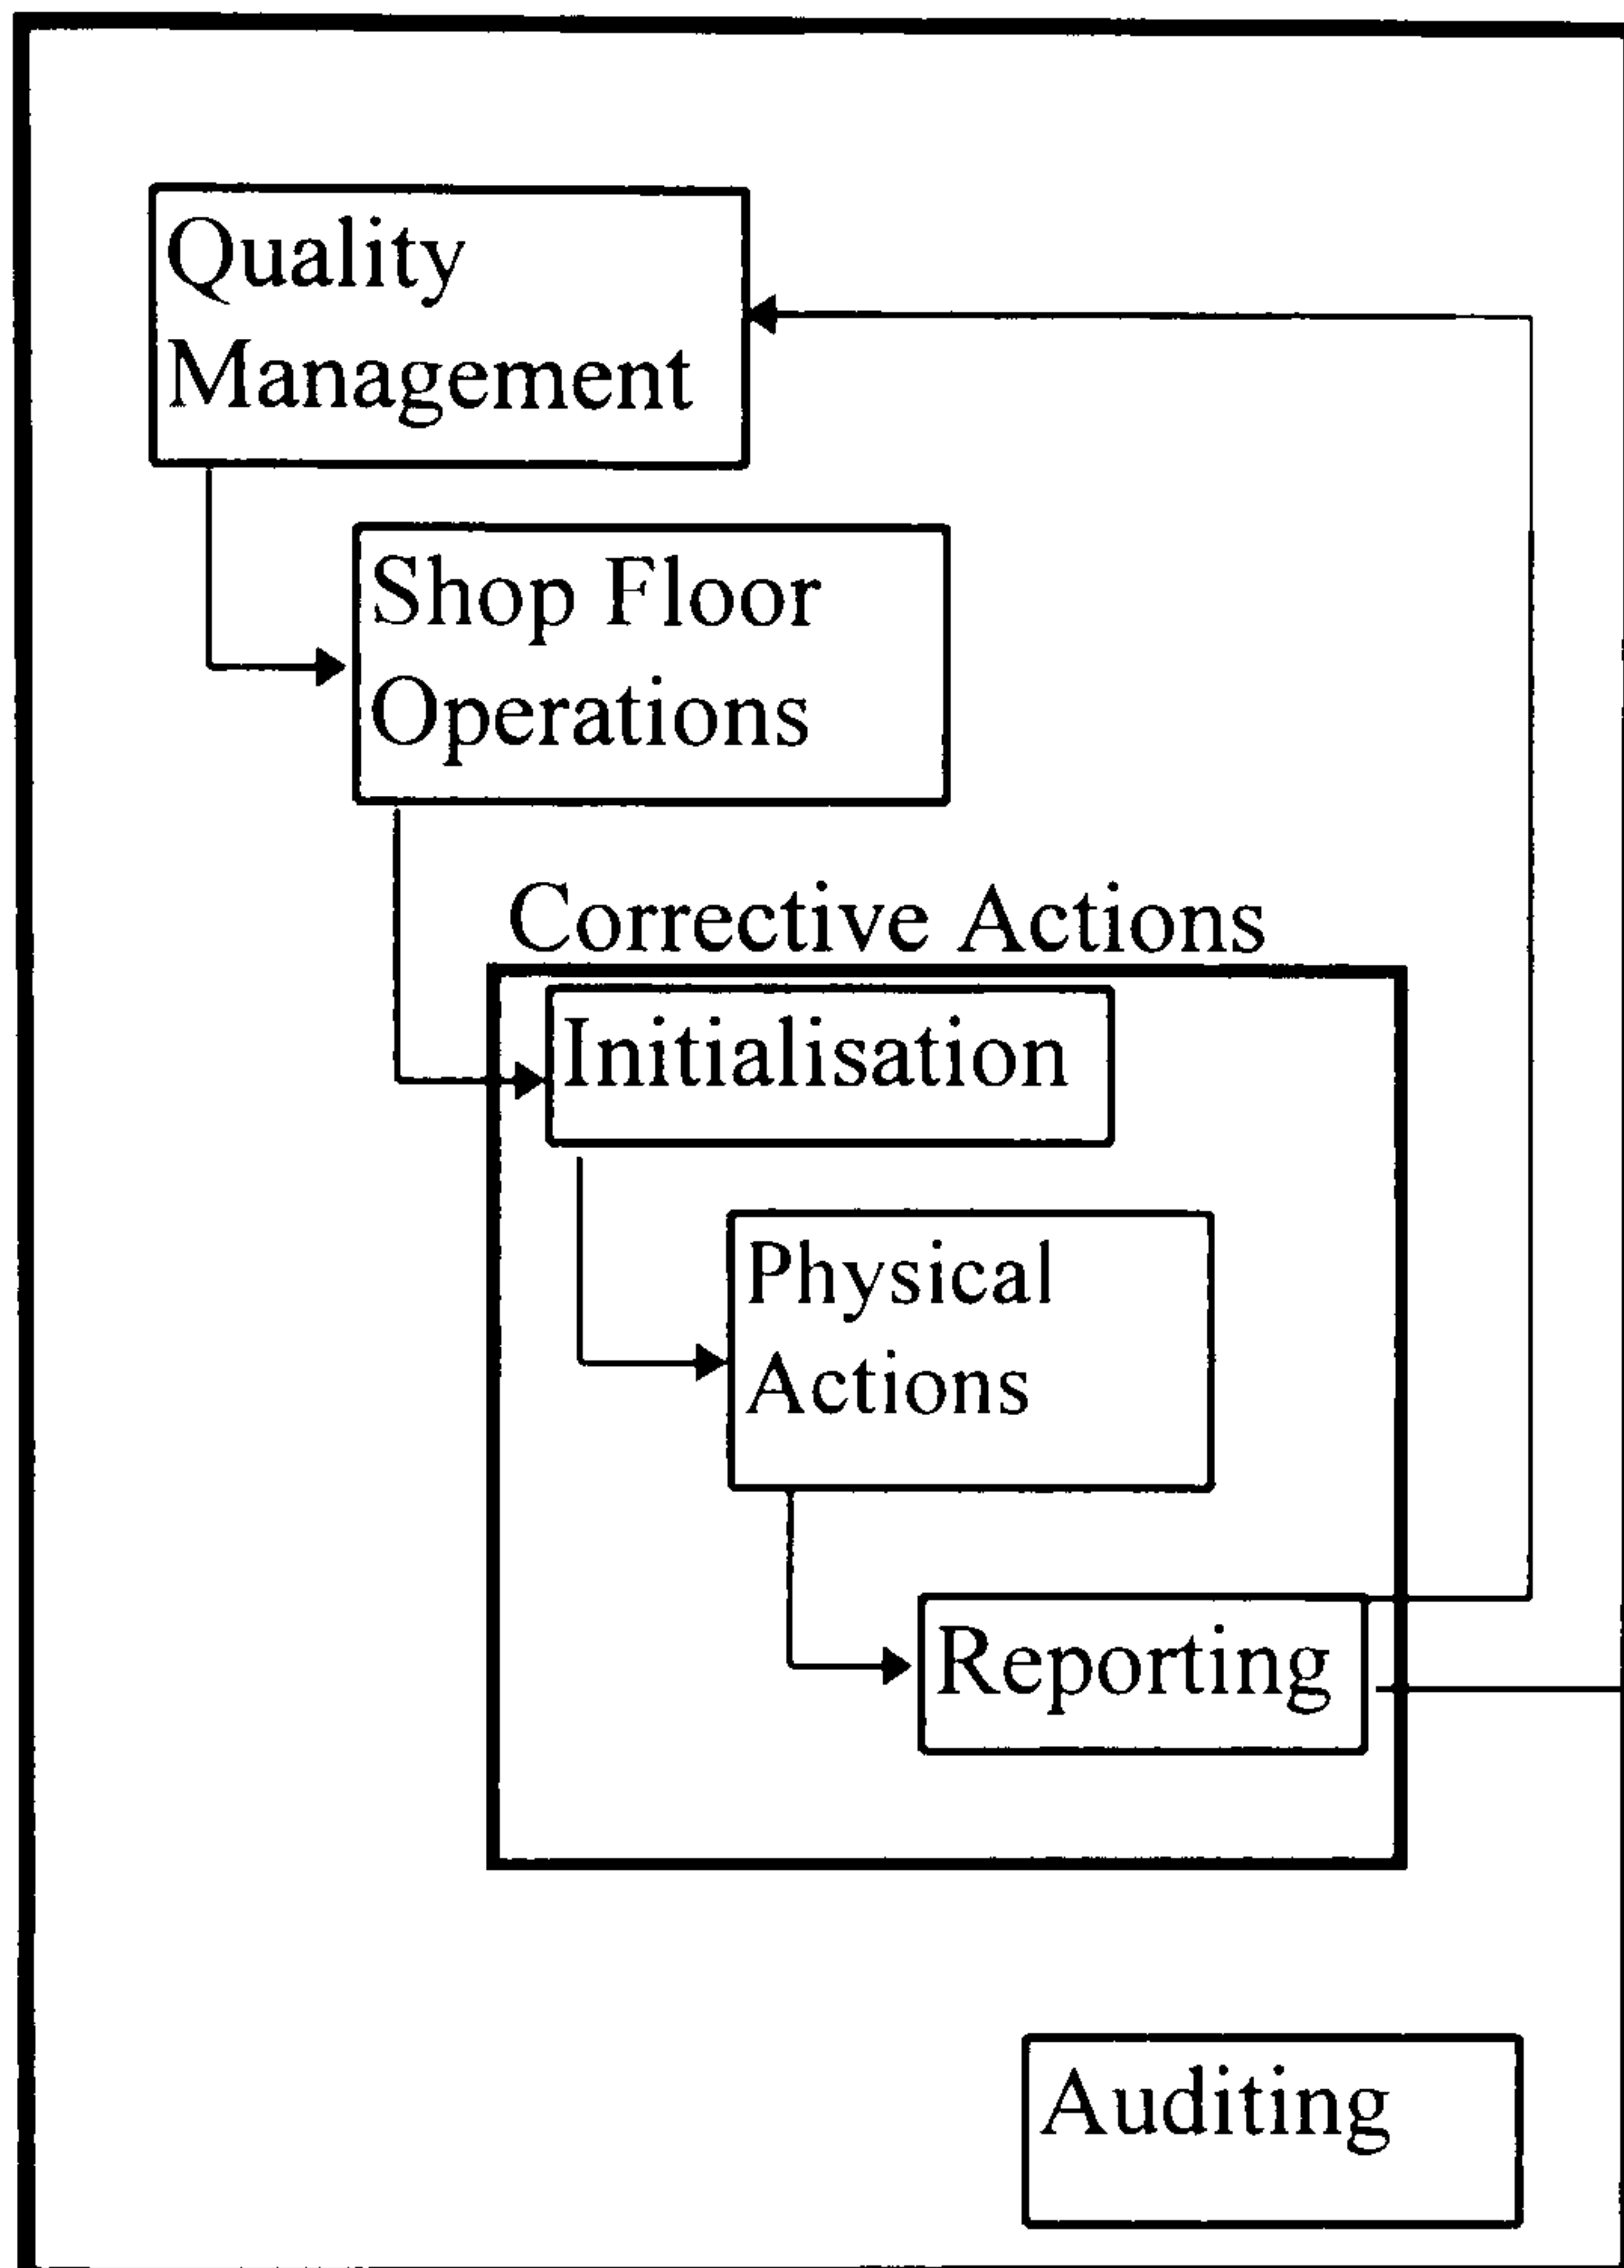 Quality
Management
Shop Floor
Operations
Corrective Actions
Initialisation
Physical
Actions
Reporting
Auditing